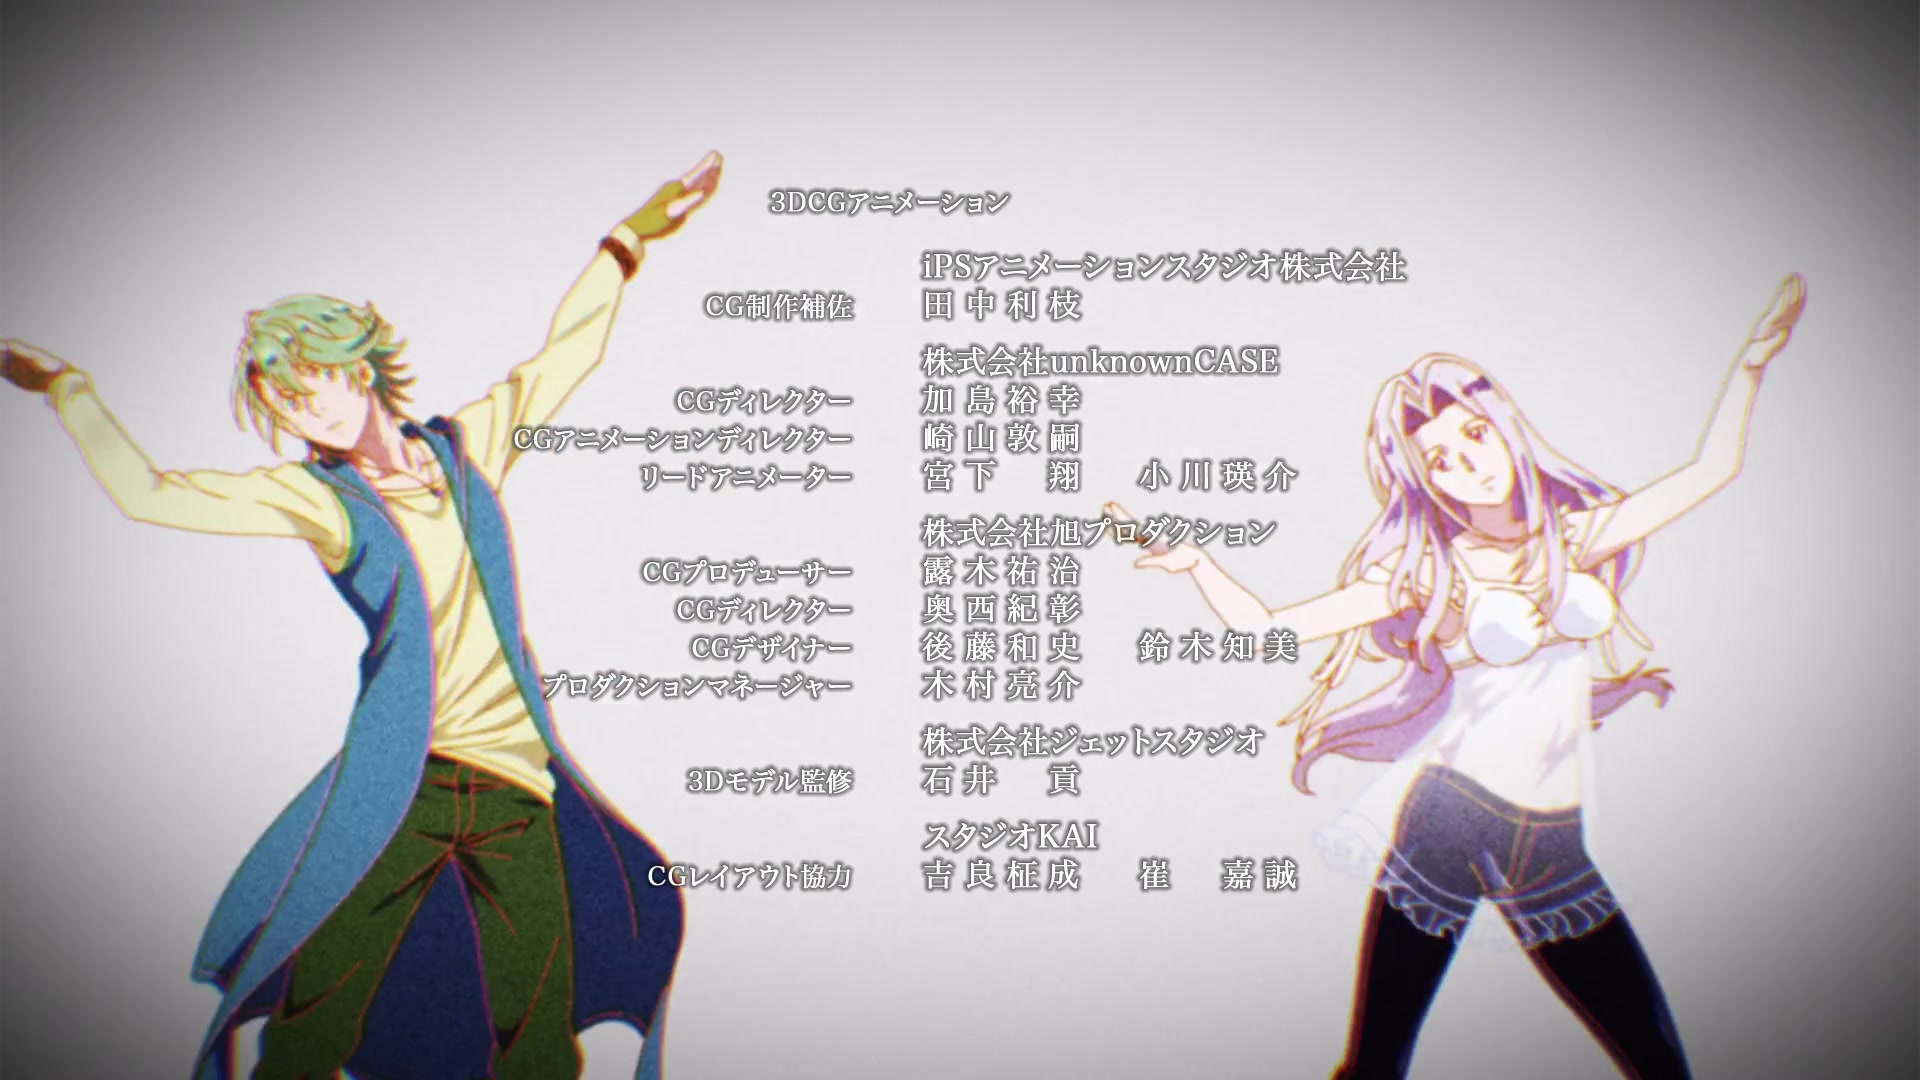 3DCGアニメーション
iPSアニメーションスタジオ株式会社
CG制作補佐 田中利枝
株式会社unknownCASE
CGディレクター 加島裕幸
CGアニメーションディレクター 崎山敦嗣
リードアニメーター 宮下 翔 小川瑛介
株式会社旭プロダクション
CGプロデューサー 露木祐治
CGディレクター 奥西紀彰
CGデザイナー 後藤和史 鈴木知美
プロダクションマネージャー 木村亮介
株式会社ジェットスタジオ
3Dモデル監修 石井 貢
スタジオKAI
CGレイアウト協力 吉良柾成 崔 嘉誠